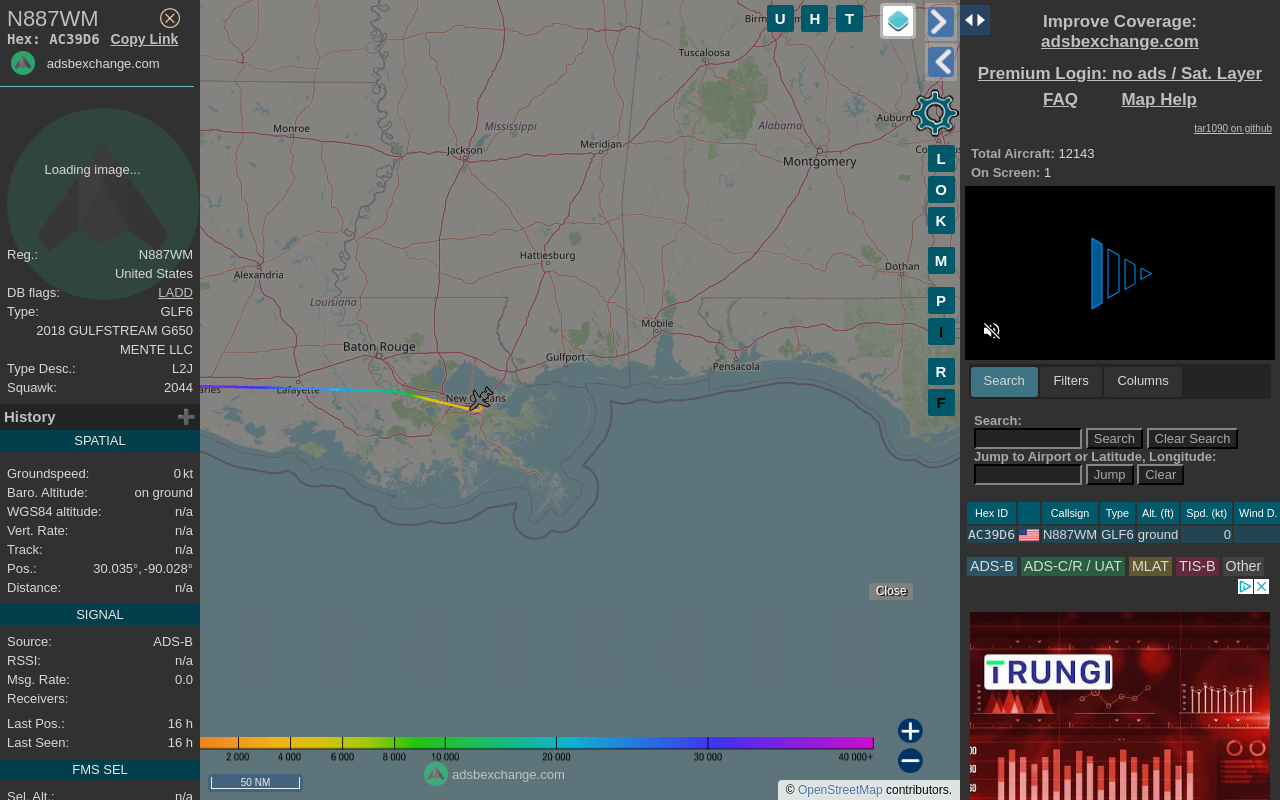 N887WM
Hex: AC39D6 Copy Link
adsbexchange.com
Loading image...
Reg.: N887WM
United States
DB flags: LADD
Type: GLF6
2018 GULFSTREAM G650
MENTE LLC
Type Desc.: L2J
Squawk: 2044
History
SPATIAL
Groundspeed: 0 kt
Baro. Altitude: on ground
WGS84 altitude: n/a
Vert. Rate: n/a
Track: n/a
Pos.: 30.035°, -90.028°
Distance: n/a
SIGNAL
Source: ADS-B
RSSI: n/a
Msg. Rate: 0.0
Receivers:
Last Pos.: 16 h
Last Seen: 16 h
FMS SEL
Sel. Alt.: n/a
U H T
Tuscaloosa
Monroe
Mississippi
Alabama
Auburn
Jackson
Meridian
Montgomery
Hattiesburg
Alexandria
Dothan
Louisiana
Mobile
Baton Rouge
Gulfport
Pensacola
Lafayette
L
O
K
M
P
I
R
F
Close
2 000 4 000 6 000 8 000 10 000 20 000 30 000 40 000+
adsbexchange.com
50 NM
© OpenStreetMap contributors.
Improve Coverage:
adsbexchange.com
Premium Login: no ads / Sat. Layer
FAQ Map Help
tar1090 on github
Total Aircraft: 12143
On Screen: 1
Search Filters Columns
Search:
Search Clear Search
Jump to Airport or Latitude, Longitude:
Jump Clear
Hex ID Callsign Type Alt. (ft) Spd. (kt) Wind D.
AC39D6 N887WM GLF6 ground 0
ADS-B ADS-C/R / UAT MLAT TIS-B Other
TRUNGI